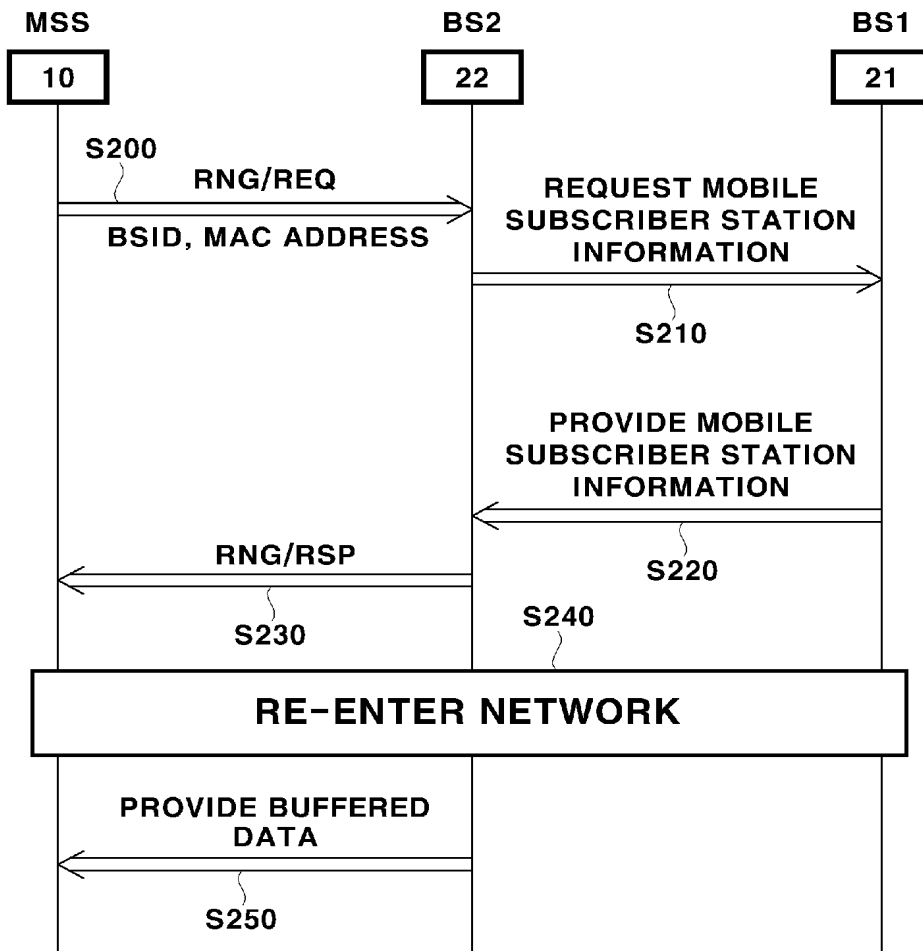 MSS
BS2
BS1
10
22
21
S200
RNG/REQ
BSID, MAC ADDRESS
REQUEST MOBILE
SUBSCRIBER STATION
INFORMATION
S210
PROVIDE MOBILE
SUBSCRIBER STATION
INFORMATION
S220
RNG/RSP
S230
S240
RE-ENTER NETWORK
PROVIDE BUFFERED
DATA
S250